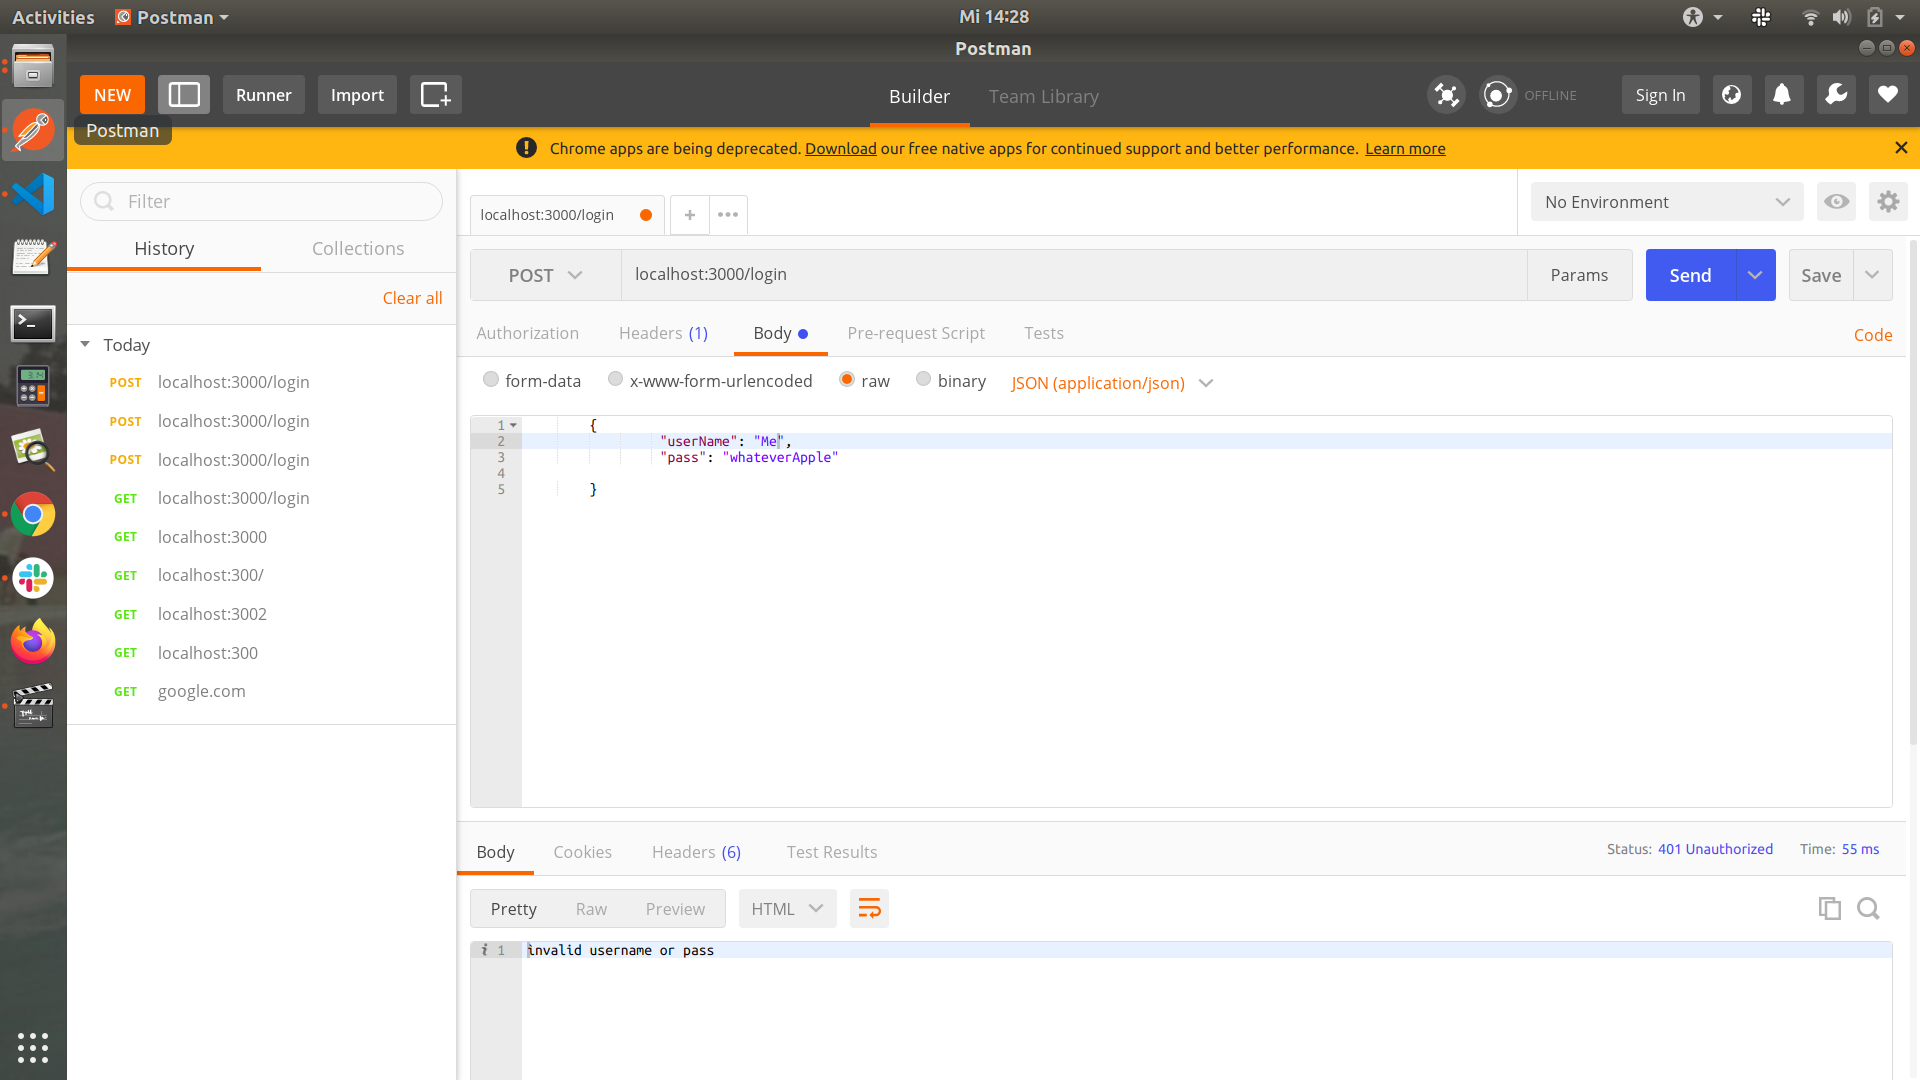 Activities Postman Mi 14:28
Postman
NEW Runner Import Builder Team Library OFFLINE Sign In
Postman
Chrome apps are being deprecated. Download our free native apps for continued support and better performance. Learn more
Filter
History Collections
Clear all
Today
POST localhost:3000/login
POST localhost:3000/login
POST localhost:3000/login
GET localhost:3000/login
GET localhost:3000
GET localhost:300/
GET localhost:3002
GET localhost:300
GET google.com
localhost:3000/login
No Environment
POST localhost:3000/login Params Send Save
Authorization Headers (1) Body Pre-request Script Tests Code
form-data x-www-form-urlencoded raw binary JSON (application/json)
1 {
2 "userName": "Me",
3 "pass": "whateverApple"
4
5 }
Body Cookies Headers (6) Test Results Status: 401 Unauthorized Time: 55 ms
Pretty Raw Preview HTML
i 1 invalid username or pass